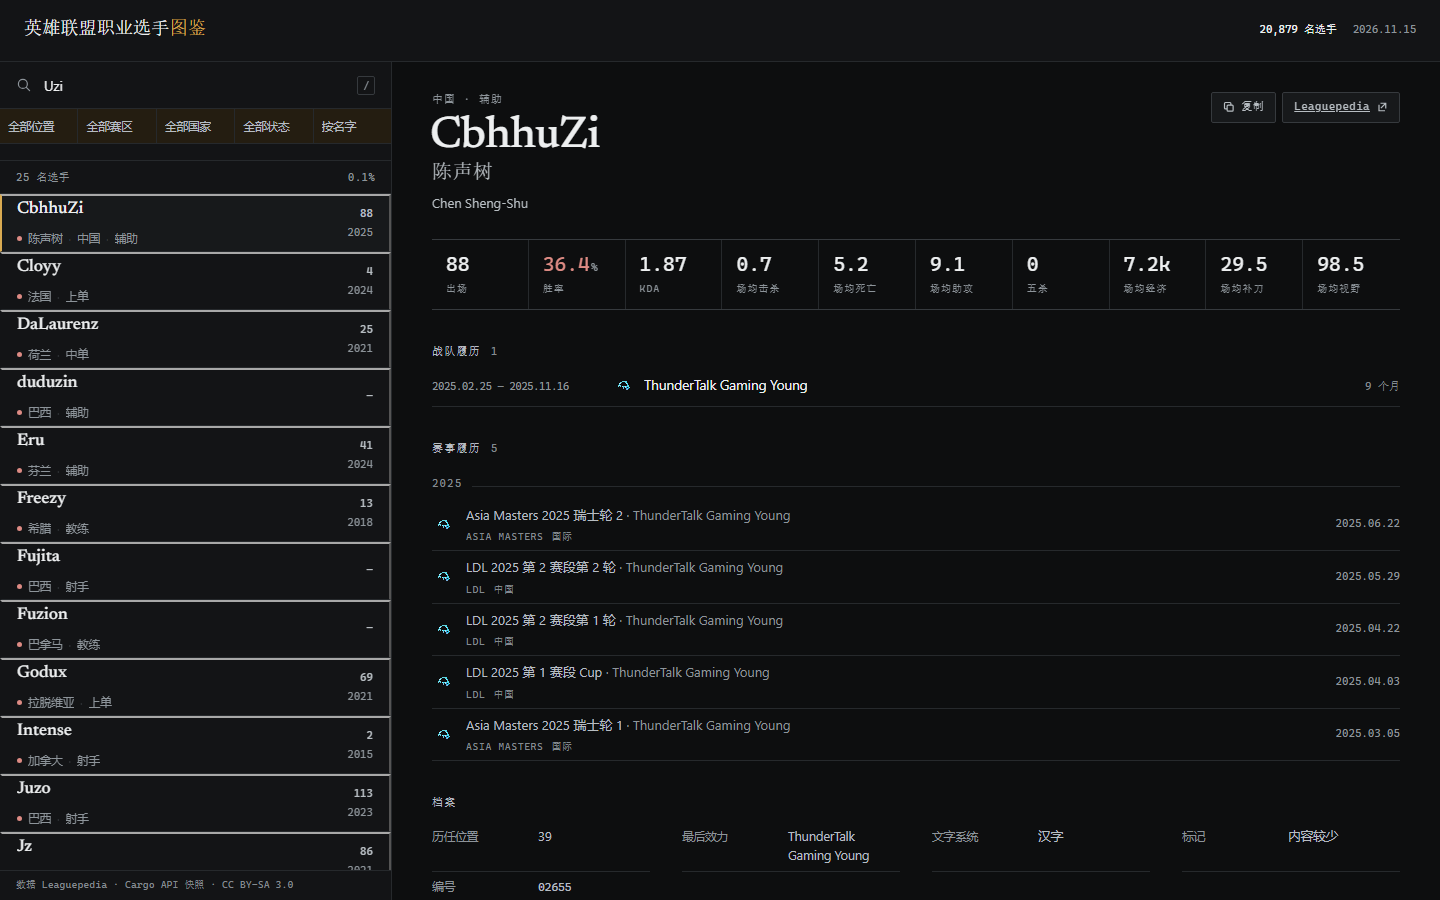 英雄联盟职业选手图鉴
20,879 名选手 2026.11.15
Uzi /
全部位置 全部赛区 全部国家 全部状态 按名字
25 名选手 0.1%
CbhhuZi 88
陈声树 · 中国 · 辅助 2025
Cloyy 4
法国 · 上单 2024
DaLaurenz 25
荷兰 · 中单 2021
duduzin —
巴西 · 辅助
Eru 41
芬兰 · 辅助 2024
Freezy 13
希腊 · 教练 2018
Fujita —
巴西 · 射手
Fuzion —
巴拿马 · 教练
Godux 69
拉脱维亚 · 上单 2021
Intense 2
加拿大 · 射手 2015
Juzo 113
巴西 · 射手 2023
Jz 86
2021
数据 Leaguepedia · Cargo API 快照 · CC BY-SA 3.0
中国 · 辅助
CbhhuZi
陈声树
Chen Sheng-Shu
复制 Leaguepedia
88 36.4% 1.87 0.7 5.2 9.1 0 7.2k 29.5 98.5
出场 胜率 KDA 场均击杀 场均死亡 场均助攻 五杀 场均经济 场均补刀 场均视野
战队履历 1
2025.02.25 — 2025.11.16 ThunderTalk Gaming Young 9 个月
赛事履历 5
2025
Asia Masters 2025 瑞士轮 2 · ThunderTalk Gaming Young 2025.06.22
ASIA MASTERS 国际
LDL 2025 第 2 赛段第 2 轮 · ThunderTalk Gaming Young 2025.05.29
LDL 中国
LDL 2025 第 2 赛段第 1 轮 · ThunderTalk Gaming Young 2025.04.22
LDL 中国
LDL 2025 第 1 赛段 Cup · ThunderTalk Gaming Young 2025.04.03
LDL 中国
Asia Masters 2025 瑞士轮 1 · ThunderTalk Gaming Young 2025.03.05
ASIA MASTERS 国际
档案
历任位置 39 最后效力 ThunderTalk Gaming Young 文字系统 汉字 标记 内容较少
编号 02655